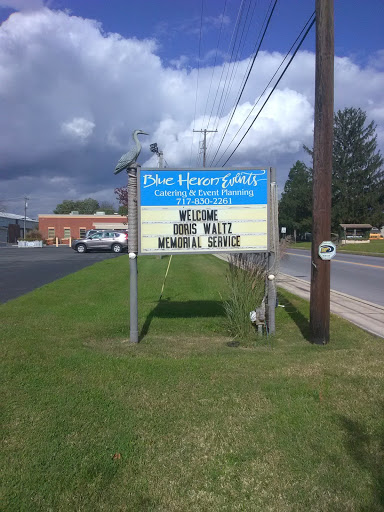 Blue Heron Events
Catering & Event Planning
717-830-2261
WELCOME
DORIS WALTZ
MEMORIAL SERVICE